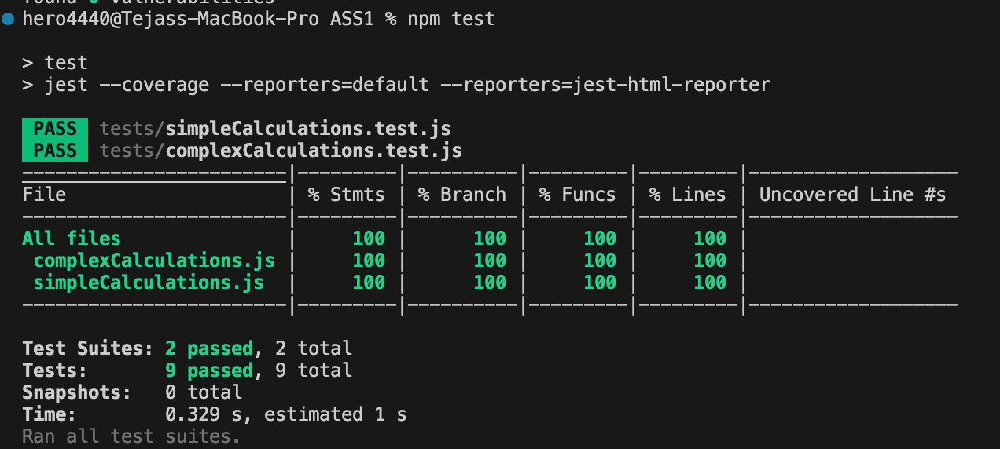 found 0 vulnerabilities
hero4440@Tejass-MacBook-Pro ASS1 % npm test
> test
> jest --coverage --reporters=default --reporters=jest-html-reporter
PASS tests/simpleCalculations.test.js
PASS tests/complexCalculations.test.js
-----------------------|---------|----------|---------|---------|-------------------
File | % Stmts | % Branch | % Funcs | % Lines | Uncovered Line #s
-----------------------|---------|----------|---------|---------|-------------------
All files | 100 | 100 | 100 | 100 |
complexCalculations.js | 100 | 100 | 100 | 100 |
simpleCalculations.js | 100 | 100 | 100 | 100 |
-----------------------|---------|----------|---------|---------|-------------------
Test Suites: 2 passed, 2 total
Tests: 9 passed, 9 total
Snapshots: 0 total
Time: 0.329 s, estimated 1 s
Ran all test suites.